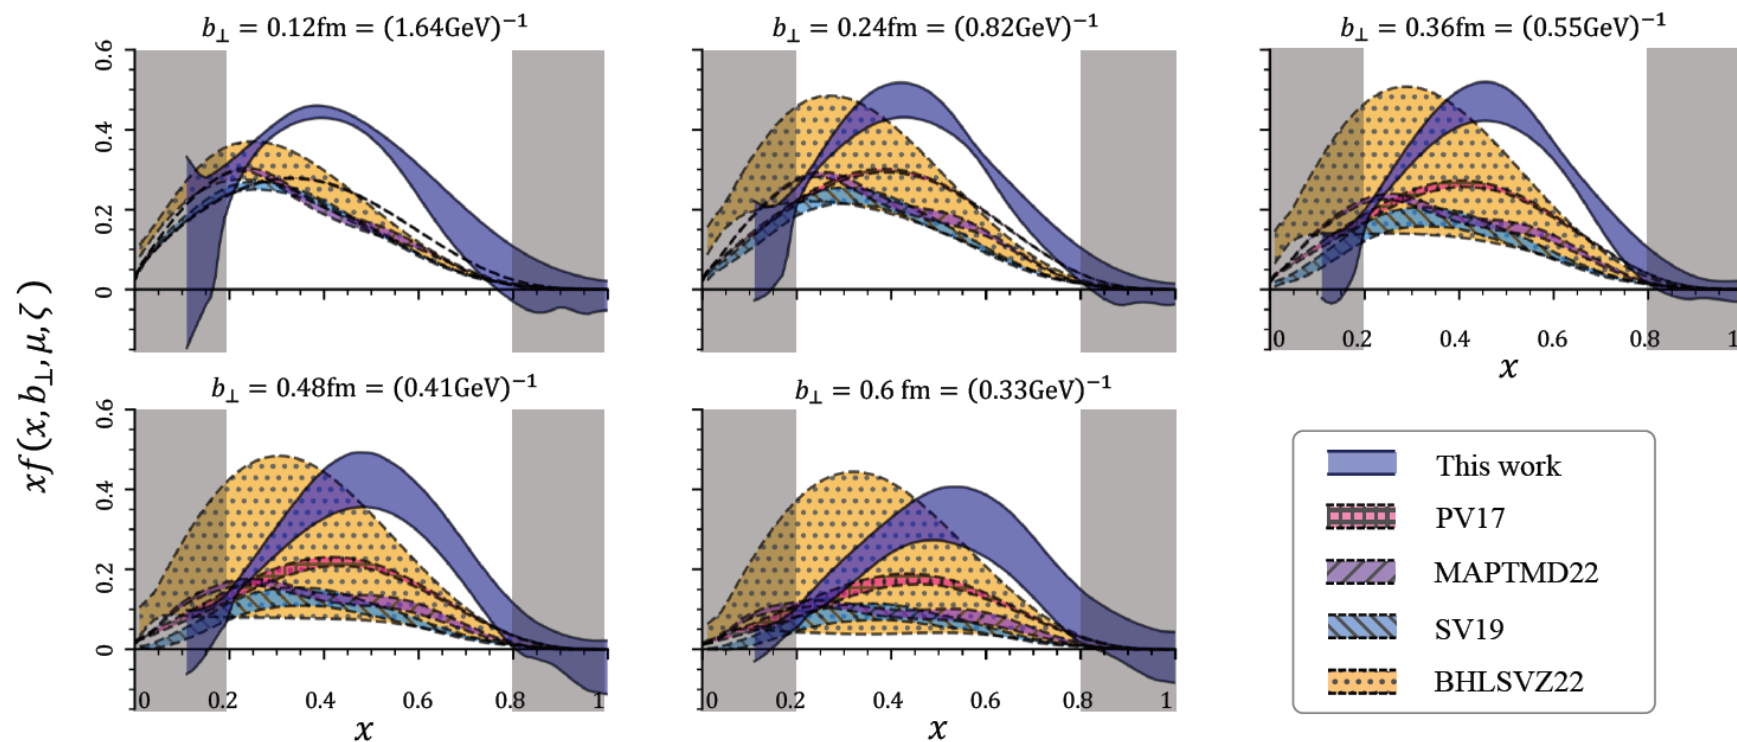 b⊥ = 0.12fm = (1.64GeV)⁻¹
b⊥ = 0.24fm = (0.82GeV)⁻¹
b⊥ = 0.36fm = (0.55GeV)⁻¹
0.6
0.4
0.2
0
0 0.2 0.4 0.6 0.8 1
x
xf(x, b⊥, μ, ζ)
b⊥ = 0.48fm = (0.41GeV)⁻¹
b⊥ = 0.6 fm = (0.33GeV)⁻¹
0.6
0.4
0.2
0
0 0.2 0.4 0.6 0.8 1
x
0 0.2 0.4 0.6 0.8 1
x
This work
PV17
MAPTMD22
SV19
BHLSVZ22